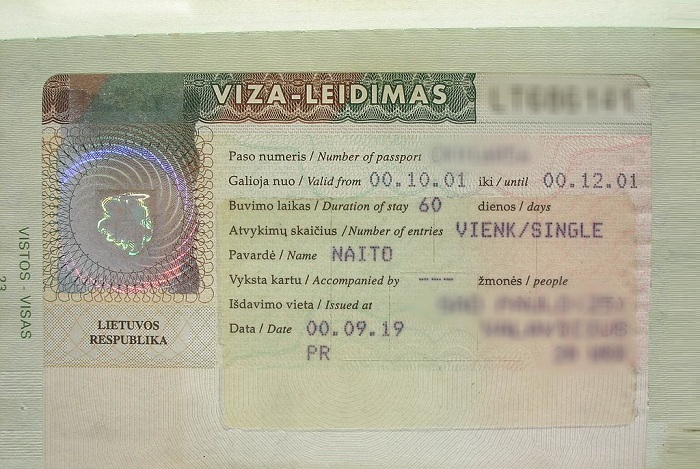 VIZA-LEIDIMAS
Paso numeris / Number of passport
Galioja nuo / Valid from 00.10.01 iki / until 00.12.01
Buvimo laikas / Duration of stay 60 dienos / days
Atvykimų skaičius / Number of entries VIENK/SINGLE
Pavardė / Name NAITO
Vyksta kartu / Accompanied by --- žmonės / people
Išdavimo vieta / Issued at
Data / Date 00.09.19
PR
LIETUVOS
RESPUBLIKA
VISTOS - VISAS
23